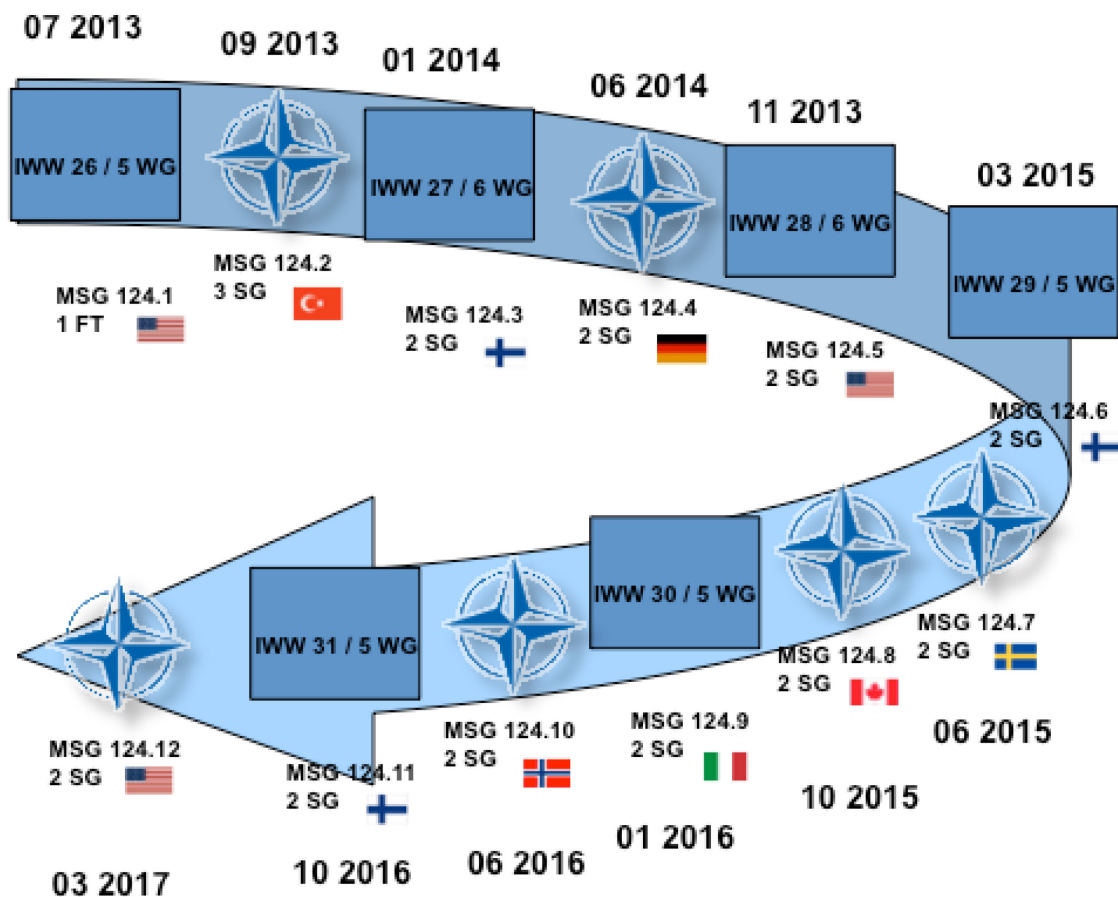 07 2013
09 2013
01 2014
06 2014
11 2013
03 2015
IWW 26 / 5 WG
IWW 27 / 6 WG
IWW 28 / 6 WG
IWW 29 / 5 WG
MSG 124.1
1 FT
MSG 124.2
3 SG
MSG 124.3
2 SG
MSG 124.4
2 SG
MSG 124.5
2 SG
MSG 124.6
2 SG
IWW 31 / 5 WG
IWW 30 / 5 WG
MSG 124.12
2 SG
MSG 124.11
2 SG
MSG 124.10
2 SG
MSG 124.9
2 SG
MSG 124.8
2 SG
MSG 124.7
2 SG
03 2017
10 2016
06 2016
01 2016
10 2015
06 2015